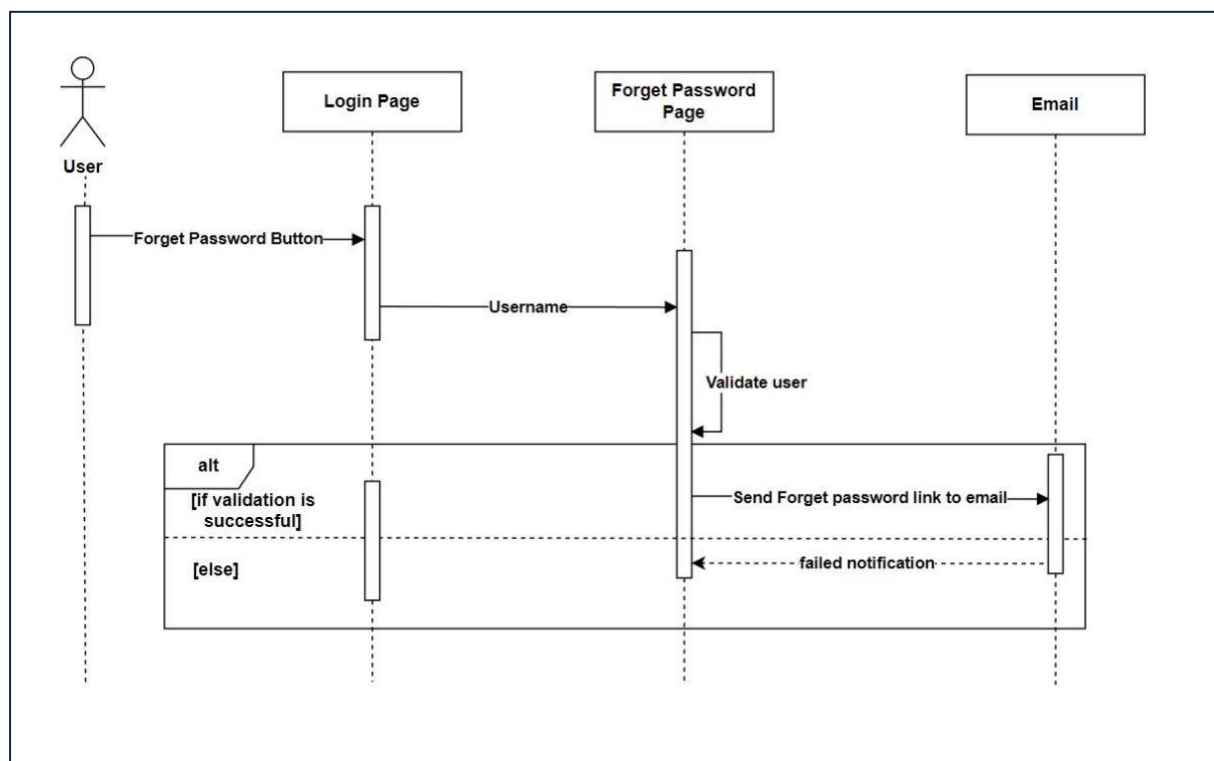 Login Page
Forget Password
Page
Email
User
Forget Password Button
Username
Validate user
alt
[if validation is
successful]
Send Forget password link to email
[else]
failed notification